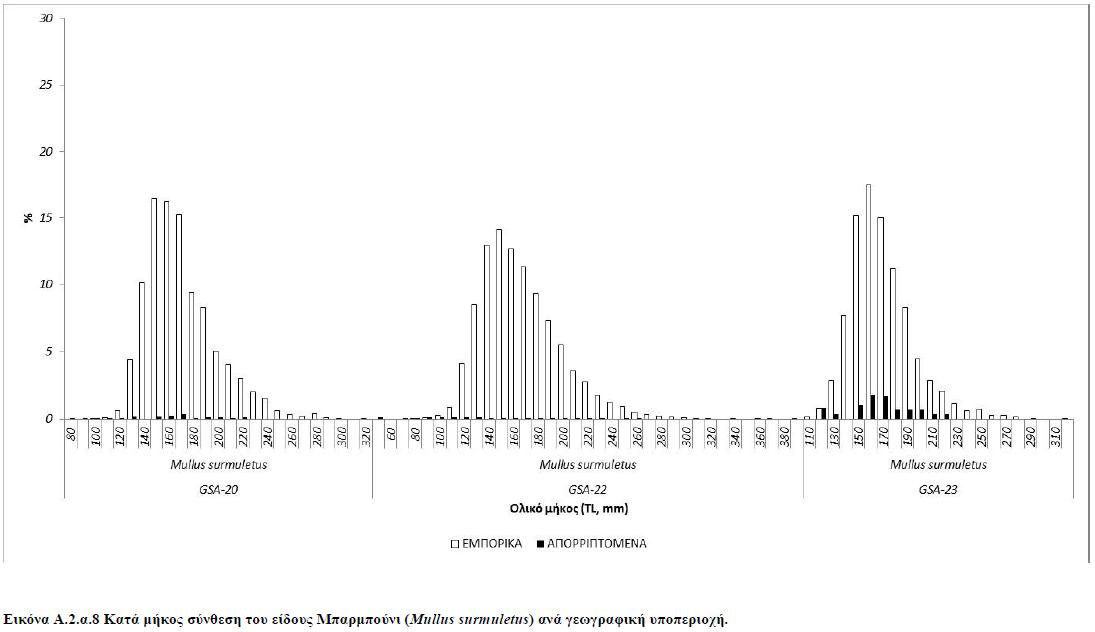 30
25
20
15
10
5
0
%
80 100 120 140 160 180 200 220 240 260 280 300 320 60 80 100 120 140 160 180 200 220 240 260 280 300 320 340 360 380 110 130 150 170 190 210 230 250 270 290 310
Mullus surmuletus Mullus surmuletus Mullus surmuletus
GSA-20 GSA-22 GSA-23
Ολικό μήκος (TL, mm)
ΕΜΠΟΡΙΚΑ ΑΠΟΡΡΙΠΤΟΜΕΝΑ
Εικόνα Α.2.α.8 Κατά μήκος σύνθεση του είδους Μπαρμπούνι (Mullus surmuletus) ανά γεωγραφική υποπεριοχή.